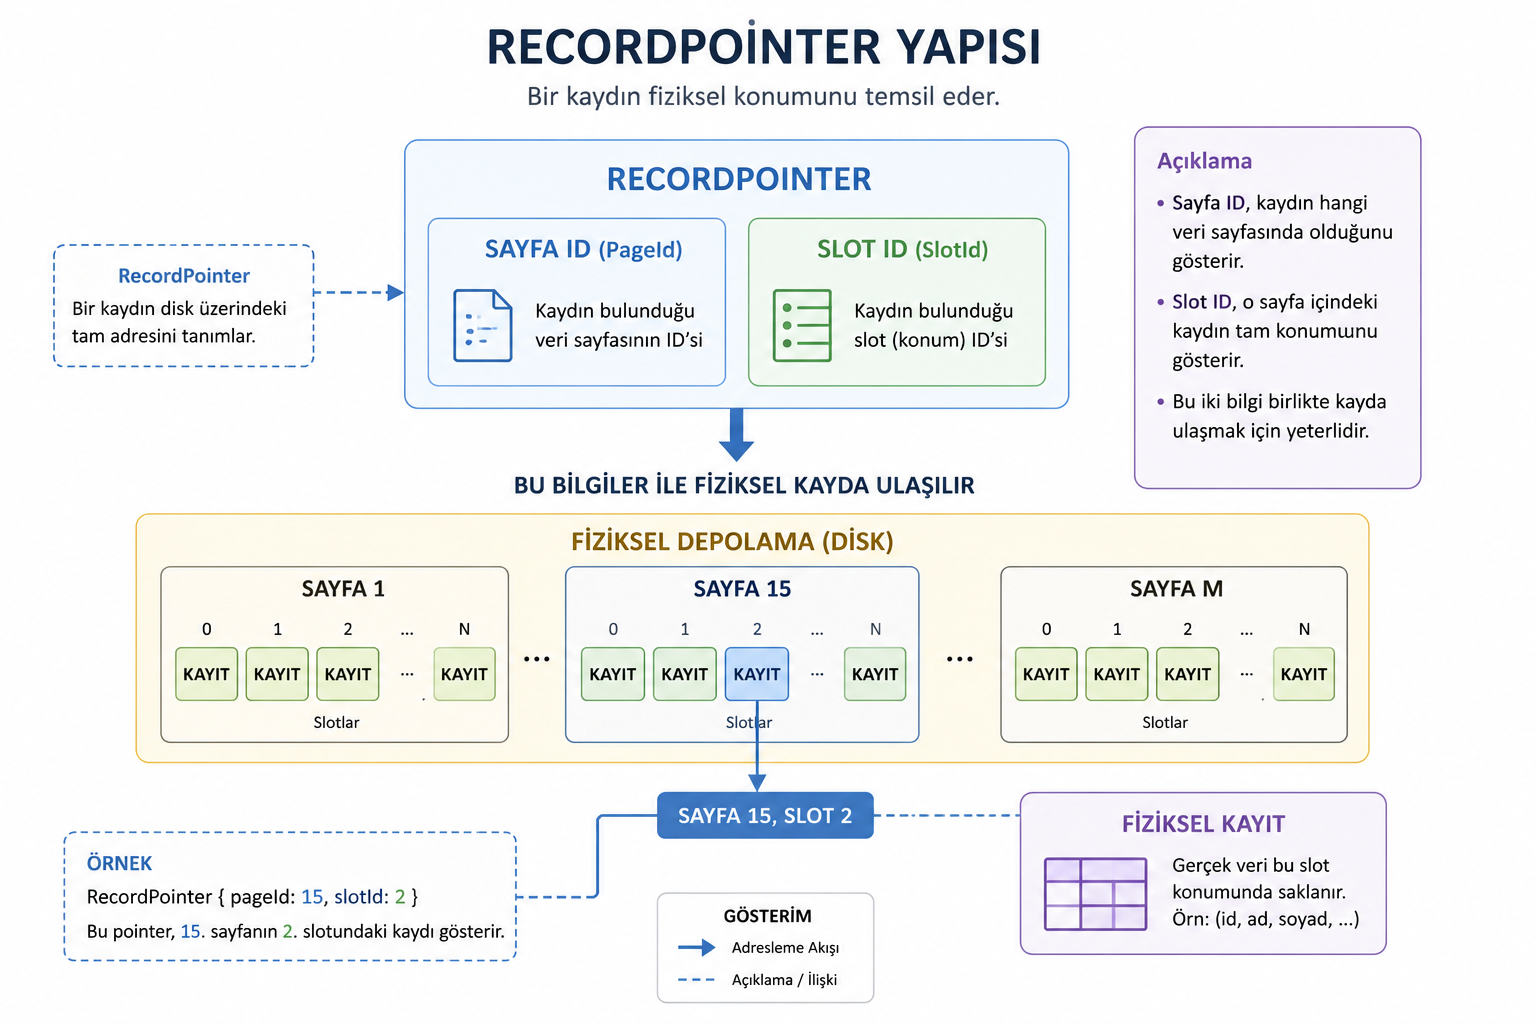 RECORDPOİNTER YAPISI
Bir kaydın fiziksel konumunu temsil eder.
RECORDPOINTER
SAYFA ID (PageId)
Kaydın bulunduğu
veri sayfasının ID'si
SLOT ID (SlotId)
Kaydın bulunduğu
slot (konum) ID'si
RecordPointer
Bir kaydın disk üzerindeki
tam adresini tanımlar.
Açıklama
• Sayfa ID, kaydın hangi
veri sayfasında olduğunu
gösterir.
• Slot ID, o sayfa içindeki
kaydın tam konumunu
gösterir.
• Bu iki bilgi birlikte kayda
ulaşmak için yeterlidir.
BU BİLGİLER İLE FİZİKSEL KAYDA ULAŞILIR
FİZİKSEL DEPOLAMA (DİSK)
SAYFA 1
0 1 2 ... N
KAYIT KAYIT KAYIT ... KAYIT
Slotlar
...
SAYFA 15
0 1 2 ... N
KAYIT KAYIT KAYIT ... KAYIT
Slotlar
...
SAYFA M
0 1 2 ... N
KAYIT KAYIT KAYIT ... KAYIT
Slotlar
SAYFA 15, SLOT 2
ÖRNEK
RecordPointer { pageId: 15, slotId: 2 }
Bu pointer, 15. sayfanın 2. slotundaki kaydı gösterir.
GÖSTERİM
Adresleme Akışı
Açıklama / İlişki
FİZİKSEL KAYIT
Gerçek veri bu slot
konumunda saklanır.
Örn: (id, ad, soyad, ...)